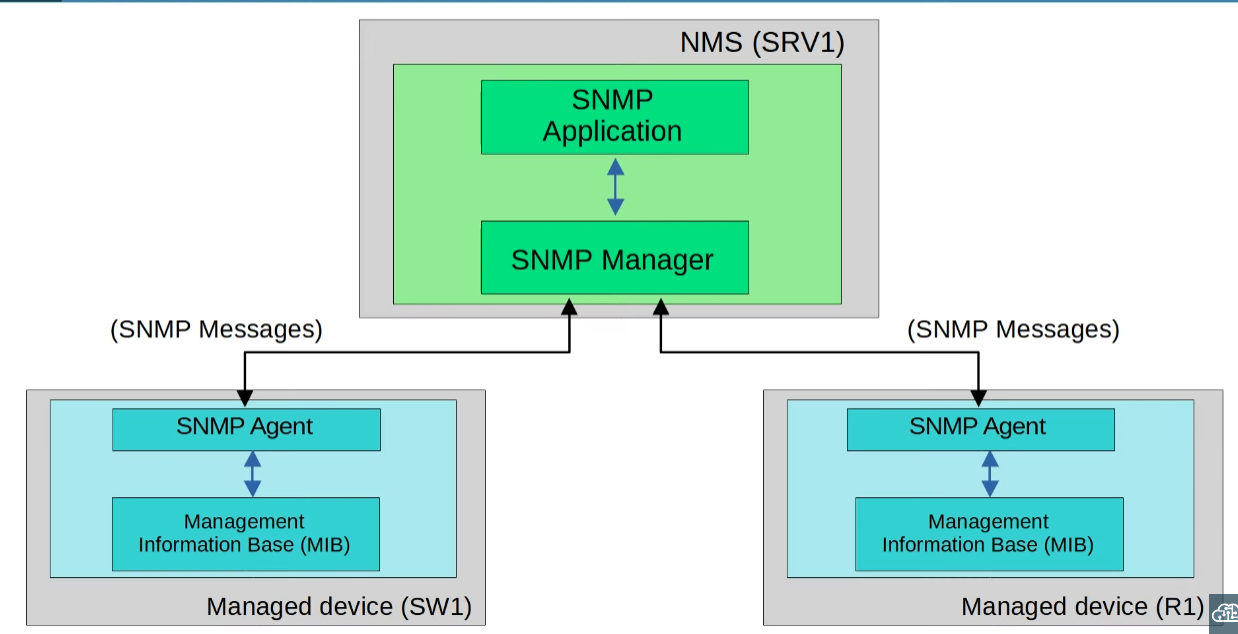 NMS (SRV1)
SNMP
Application
SNMP Manager
(SNMP Messages)
(SNMP Messages)
SNMP Agent
Management
Information Base (MIB)
Managed device (SW1)
SNMP Agent
Management
Information Base (MIB)
Managed device (R1)